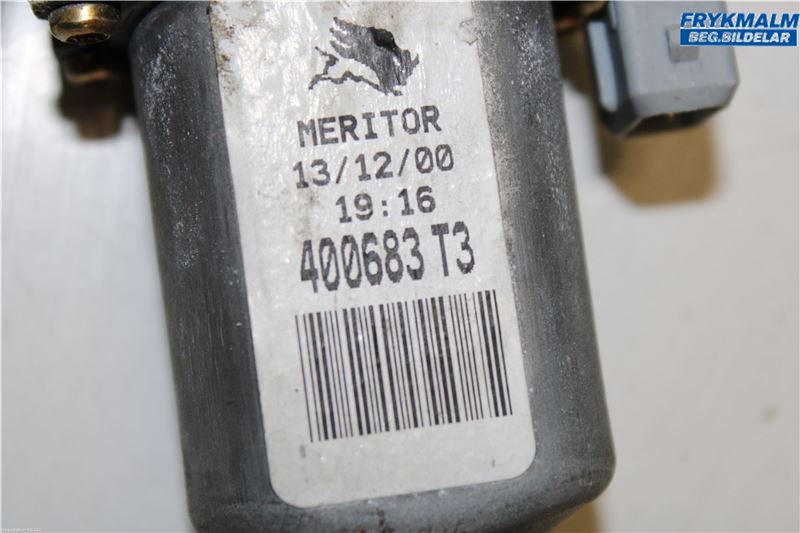 FRYKMALM
BEG.BILDELAR
MERITOR
13/12/00
19:16
400683 T3